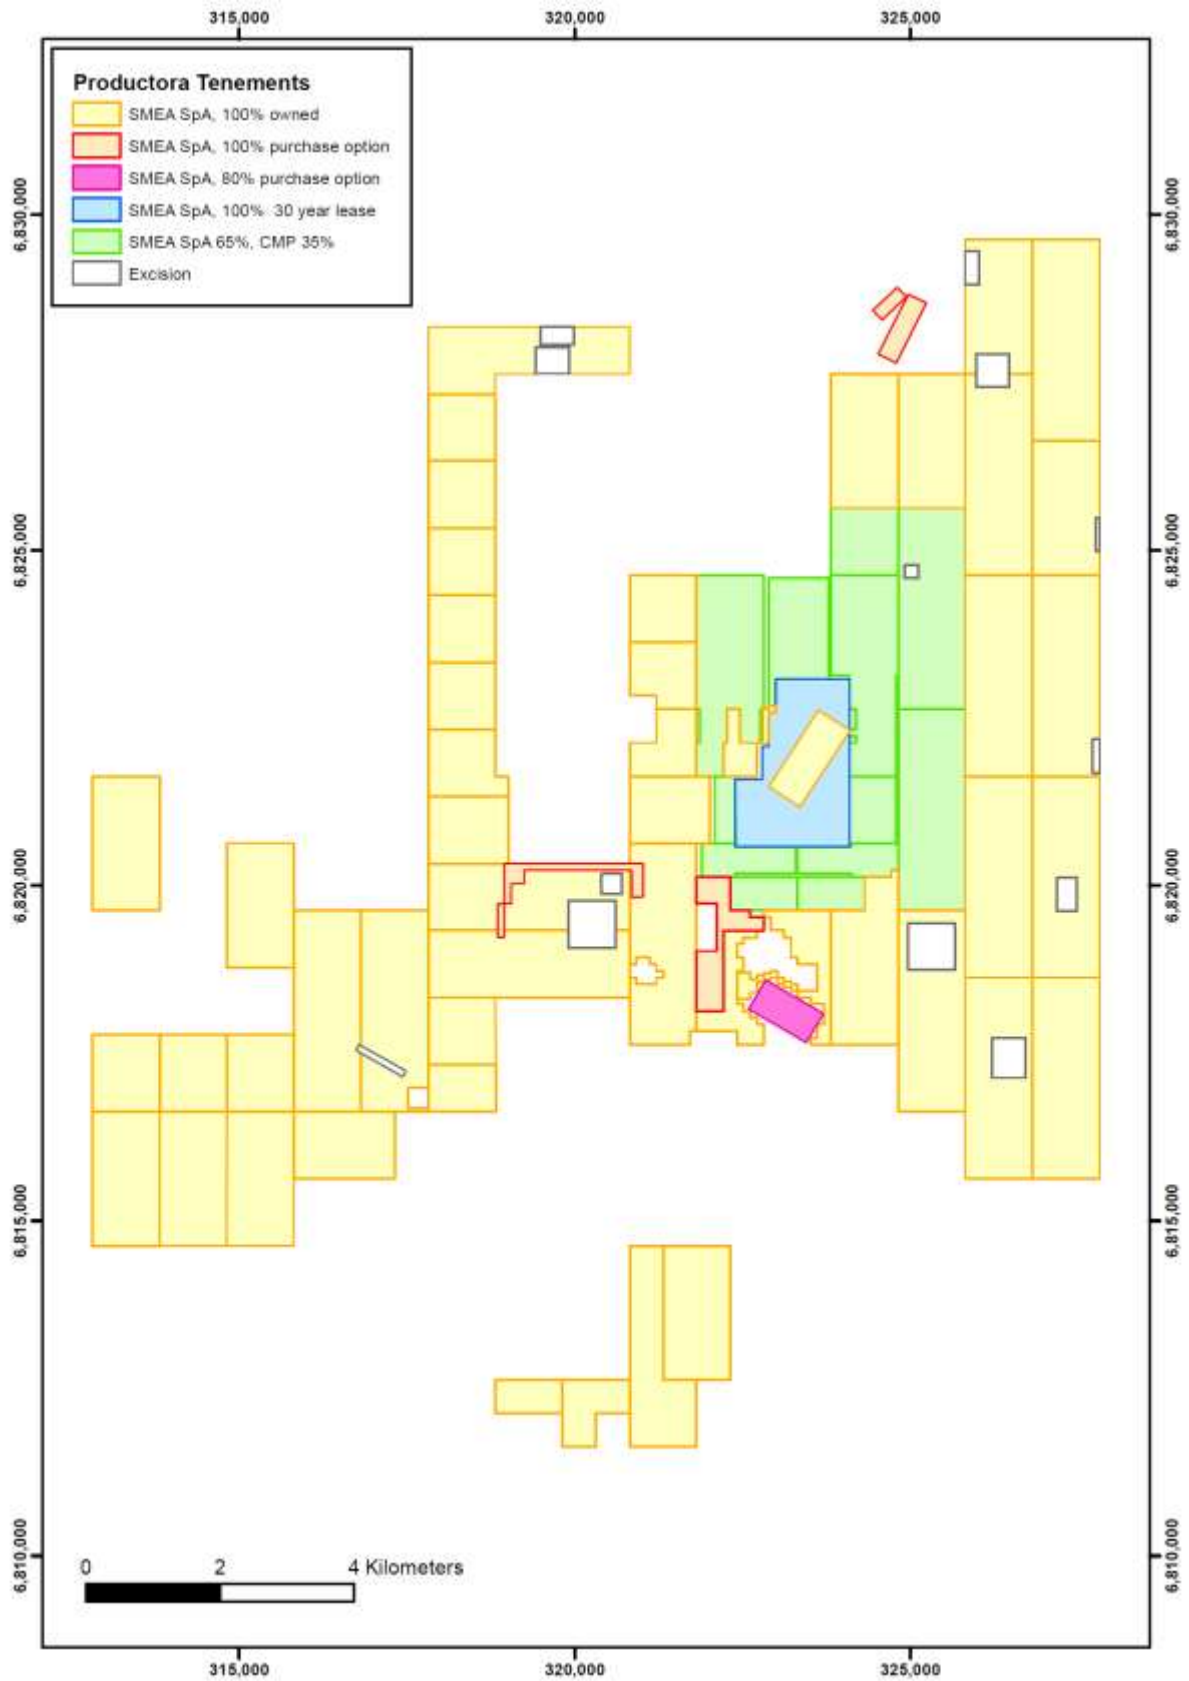 315,000
320,000
325,000
Productora Tenements
SMEA SpA, 100% owned
SMEA SpA, 100% purchase option
SMEA SpA, 80% purchase option
SMEA SpA, 100%  30 year lease
SMEA SpA 65%, CMP 35%
Excision
6,830,000
6,830,000
6,825,000
6,825,000
6,820,000
6,820,000
6,815,000
6,815,000
6,810,000
6,810,000
0
2
4 Kilometers
315,000
320,000
325,000